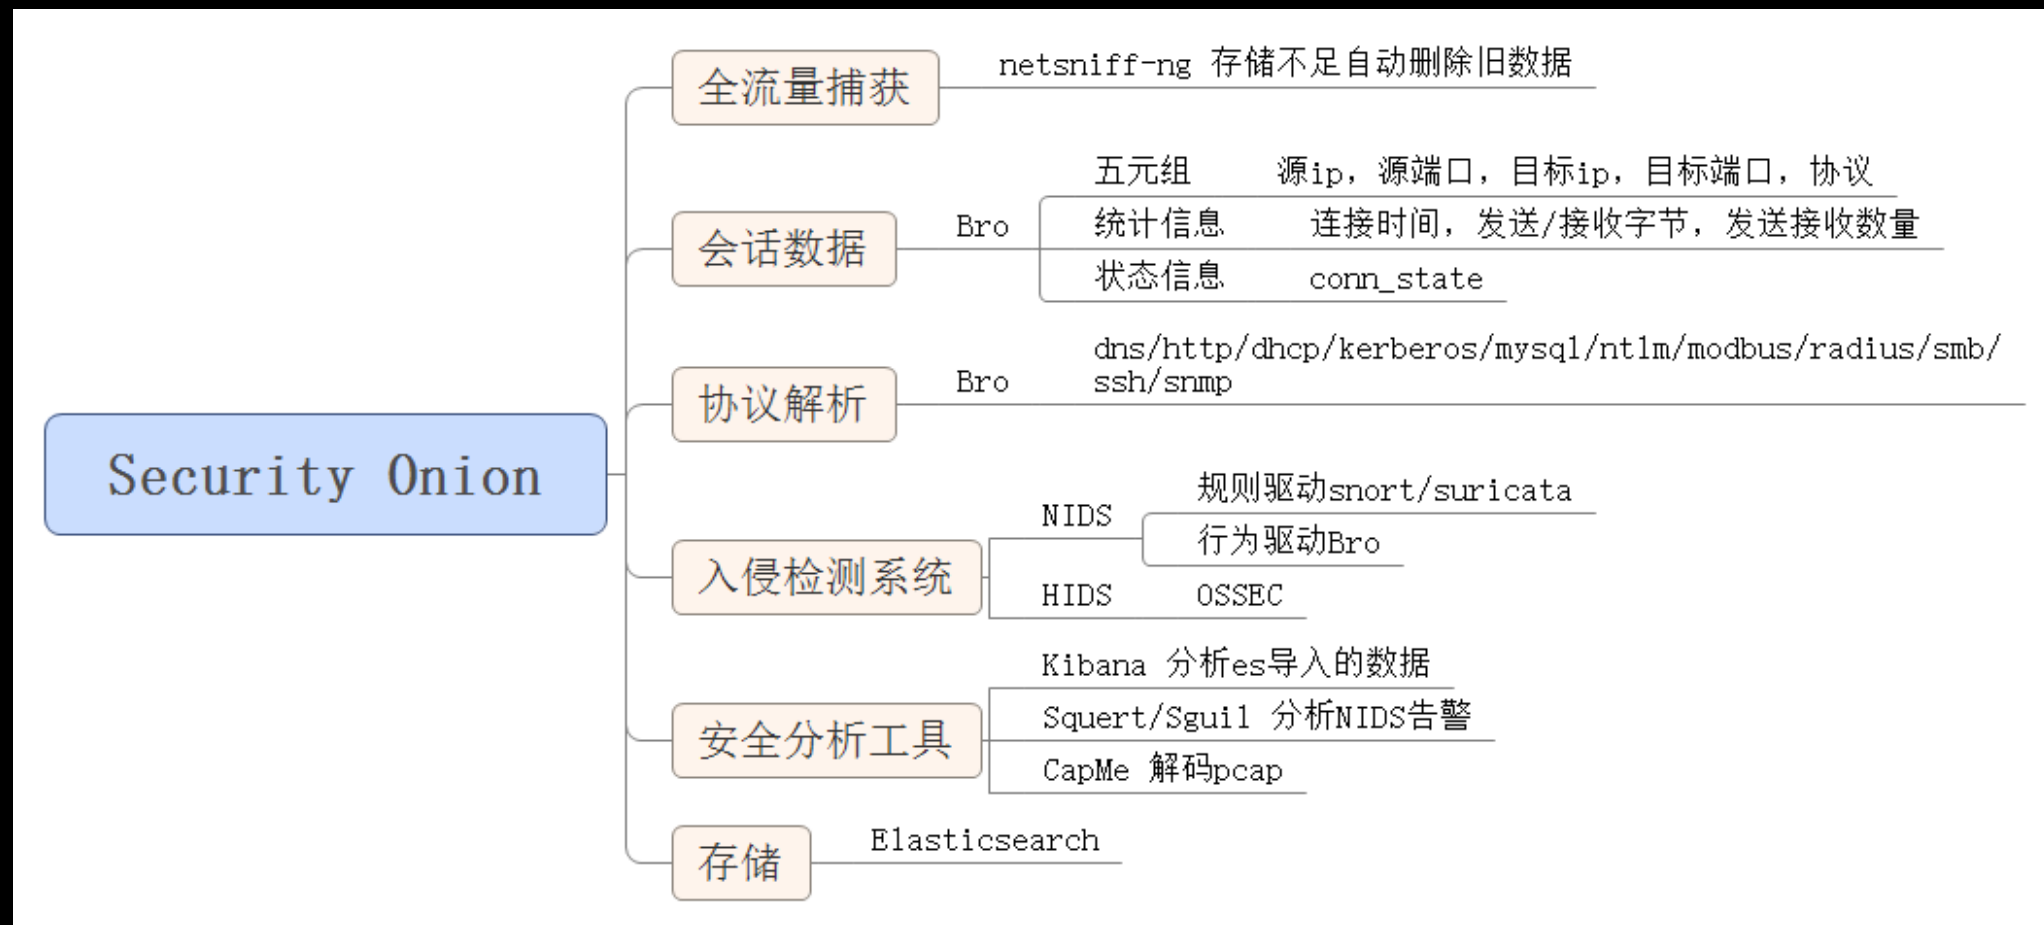 全流量捕获
netsniff-ng 存储不足自动删除旧数据
会话数据
Bro
五元组
源ip，源端口，目标ip，目标端口，协议
统计信息
连接时间，发送/接收字节，发送接收数量
状态信息
conn_state
协议解析
Bro
dns/http/dhcp/kerberos/mysql/ntlm/modbus/radius/smb/
ssh/snmp
Security Onion
入侵检测系统
NIDS
规则驱动snort/suricata
行为驱动Bro
HIDS
OSSEC
安全分析工具
Kibana 分析es导入的数据
Squert/Sguil 分析NIDS告警
CapMe 解码pcap
存储
Elasticsearch